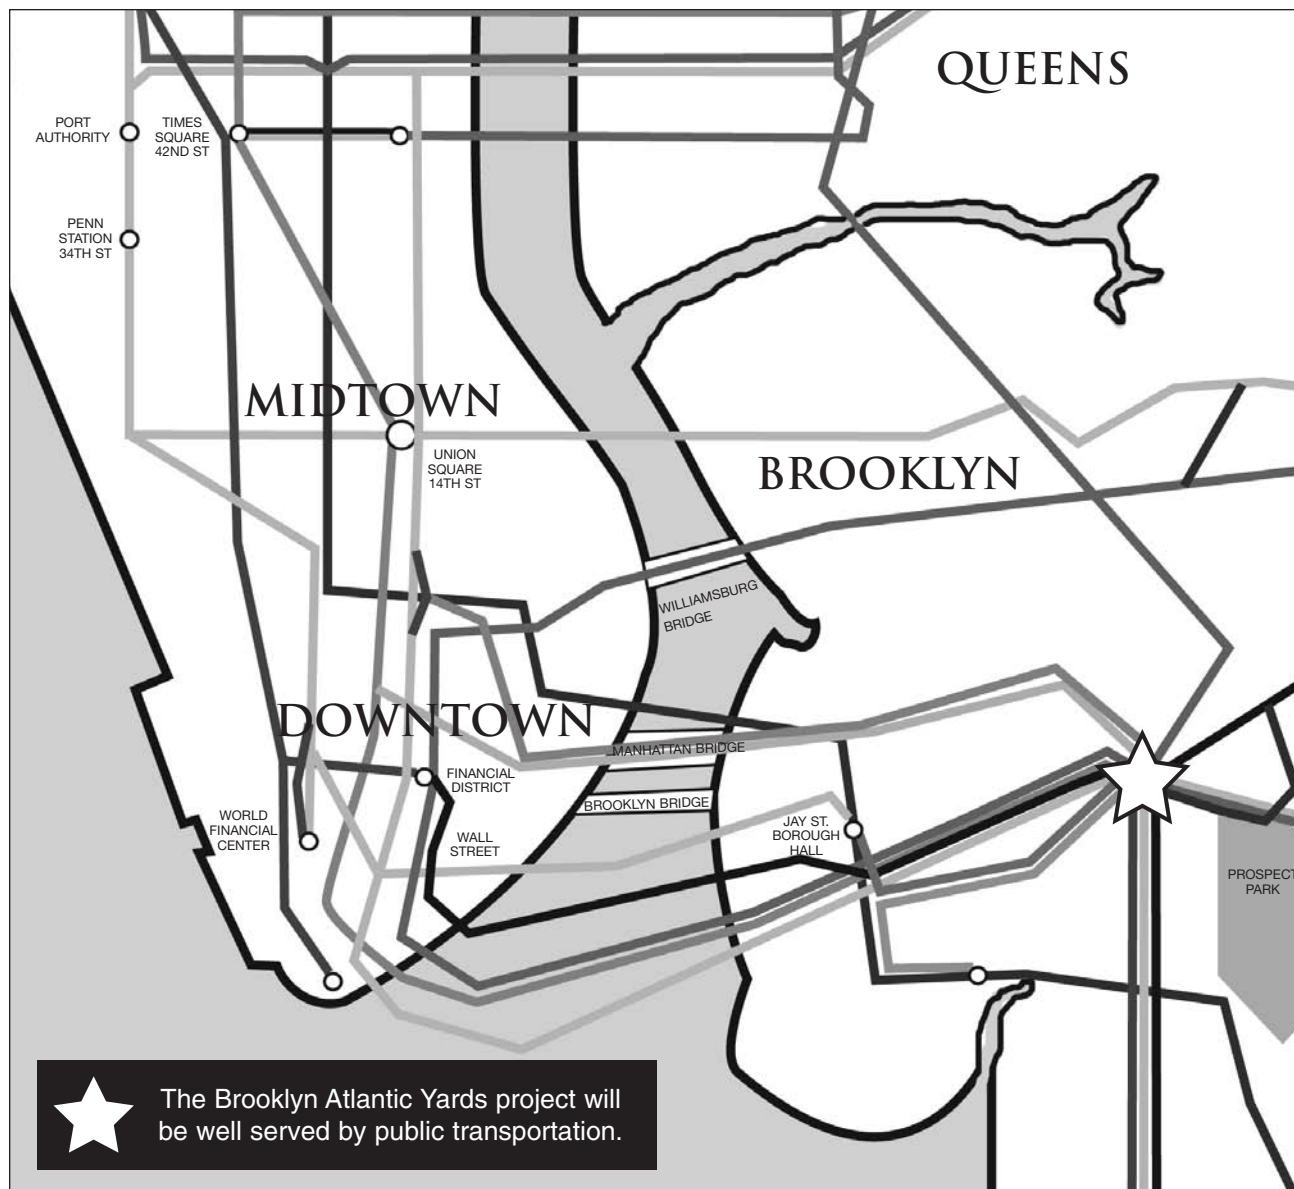 QUEENS
PORT
AUTHORITY
TIMES
SQUARE
42ND ST
PENN
STATION
34TH ST
MIDTOWN
UNION
SQUARE
14TH ST
BROOKLYN
WILLIAMSBURG
BRIDGE
DOWNTOWN
MANHATTAN BRIDGE
FINANCIAL
DISTRICT
BROOKLYN BRIDGE
WORLD
FINANCIAL
CENTER
WALL
STREET
JAY ST.
BOROUGH
HALL
PROSPECT
PARK
The Brooklyn Atlantic Yards project will
be well served by public transportation.